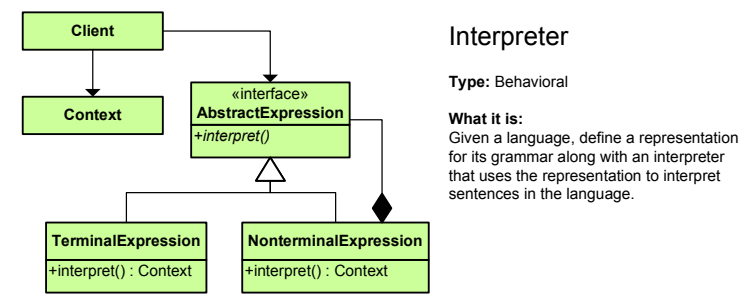 Client
Context
«interface»
AbstractExpression
+interpret()
TerminalExpression
+interpret() : Context
NonterminalExpression
+interpret() : Context
Interpreter
Type: Behavioral
What it is:
Given a language, define a representation
for its grammar along with an interpreter
that uses the representation to interpret
sentences in the language.